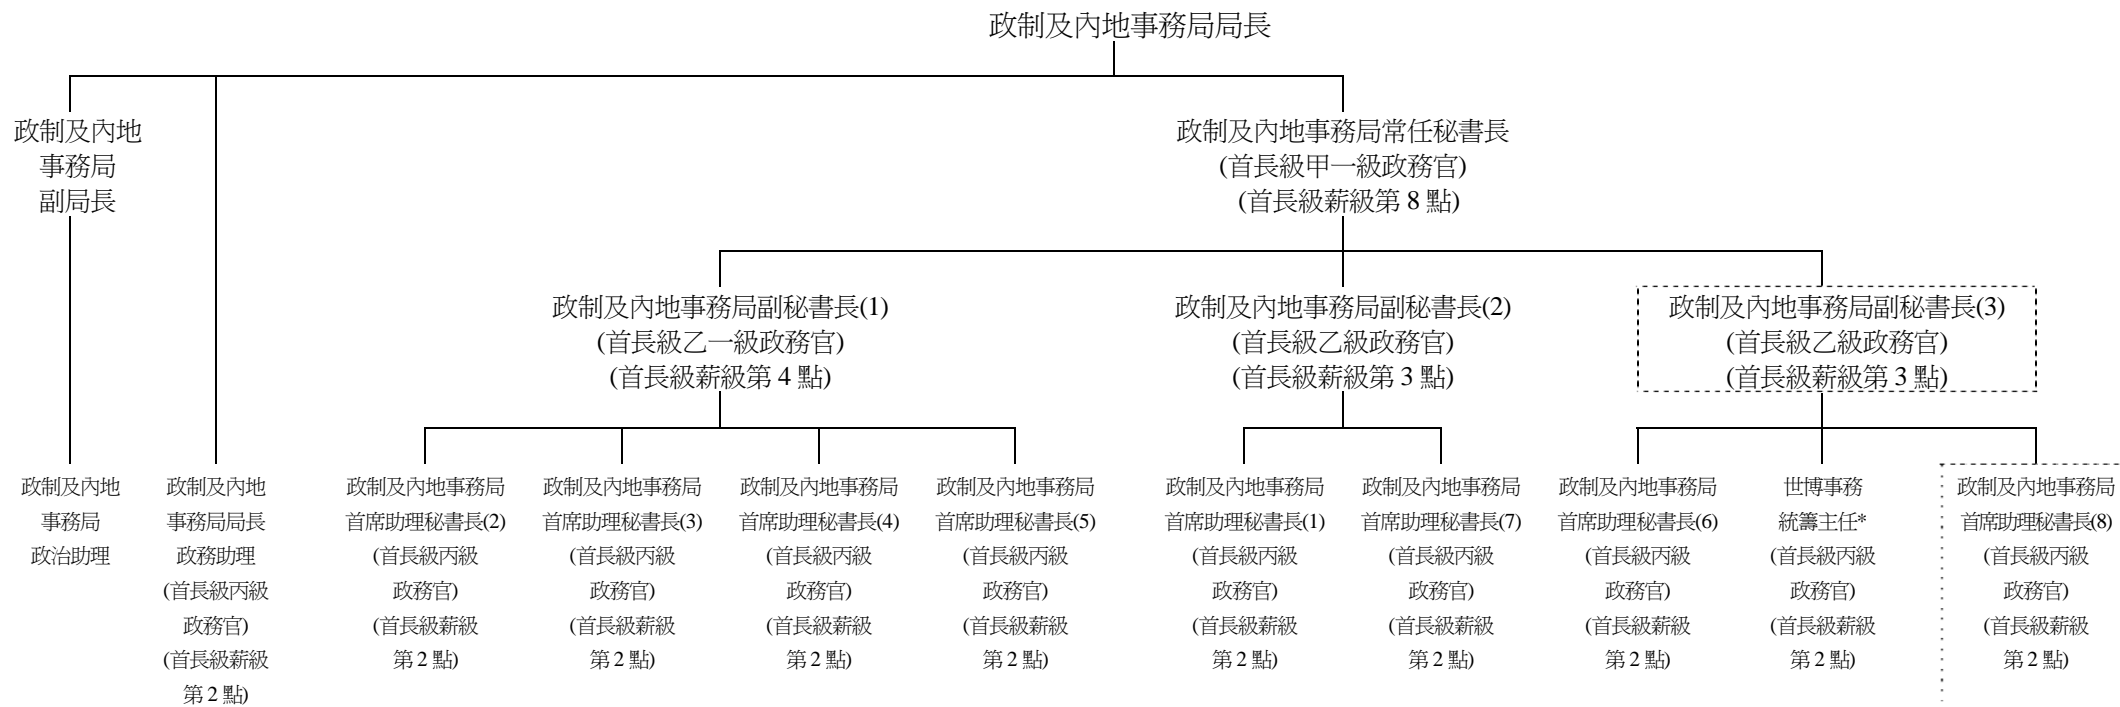 政制及內地事務局局長
政制及內地
事務局
副局長
政制及內地事務局常任秘書長
(首長級甲一級政務官)
(首長級薪級第 8 點)
政制及內地事務局副秘書長(1)
(首長級乙一級政務官)
(首長級薪級第 4 點)
政制及內地事務局副秘書長(2)
(首長級乙級政務官)
(首長級薪級第 3 點)
政制及內地事務局副秘書長(3)
(首長級乙級政務官)
(首長級薪級第 3 點)
政制及內地
事務局
政治助理
政制及內地
事務局局長
政務助理
(首長級丙級
政務官)
(首長級薪級
第 2 點)
政制及內地事務局
首席助理秘書長(2)
(首長級丙級
政務官)
(首長級薪級
第 2 點)
政制及內地事務局
首席助理秘書長(3)
(首長級丙級
政務官)
(首長級薪級
第 2 點)
政制及內地事務局
首席助理秘書長(4)
(首長級丙級
政務官)
(首長級薪級
第 2 點)
政制及內地事務局
首席助理秘書長(5)
(首長級丙級
政務官)
(首長級薪級
第 2 點)
政制及內地事務局
首席助理秘書長(1)
(首長級丙級
政務官)
(首長級薪級
第 2 點)
政制及內地事務局
首席助理秘書長(7)
(首長級丙級
政務官)
(首長級薪級
第 2 點)
政制及內地事務局
首席助理秘書長(6)
(首長級丙級
政務官)
(首長級薪級
第 2 點)
世博事務
統籌主任*
(首長級丙級
政務官)
(首長級薪級
第 2 點)
政制及內地事務局
首席助理秘書長(8)
(首長級丙級
政務官)
(首長級薪級
第 2 點)